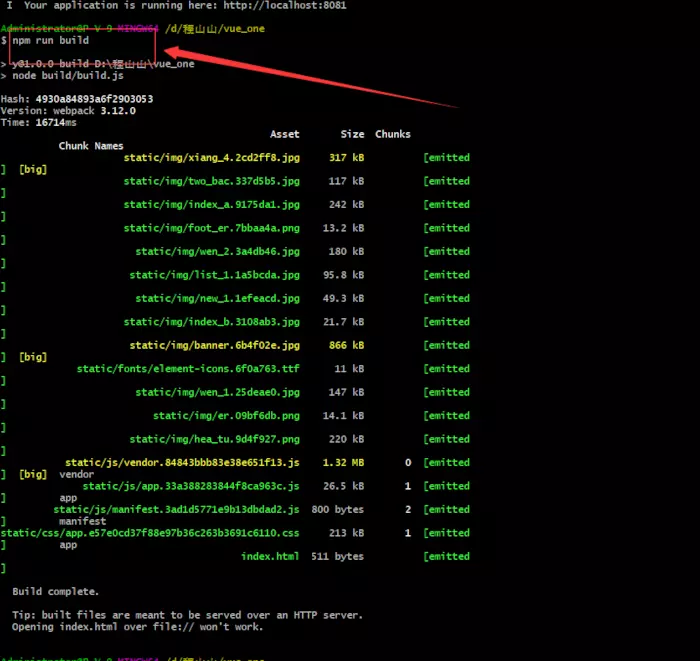 I  Your application is running here: http://localhost:8081
Administrator@P-V-9 MINGW64 /d/種山山/vue_one
$ npm run build
> y@1.0.0 build D:\種山山\vue_one
> node build/build.js
Hash: 4930a84893a6f2903053
Version: webpack 3.12.0
Time: 16714ms
Asset     Size  Chunks
Chunk Names
static/img/xiang_4.2cd2ff8.jpg   317 kB          [emitted
]  [big]
static/img/two_bac.337d5b5.jpg   117 kB          [emitted
]
static/img/index_a.9175da1.jpg   242 kB          [emitted
]
static/img/foot_er.7bbaa4a.png  13.2 kB          [emitted
]
static/img/wen_2.3a4db46.jpg   180 kB          [emitted
]
static/img/list_1.1a5bcda.jpg  95.8 kB          [emitted
]
static/img/new_1.1efeacd.jpg  49.3 kB          [emitted
]
static/img/index_b.3108ab3.jpg  21.7 kB          [emitted
]
static/img/banner.6b4f02e.jpg   866 kB          [emitted
]  [big]
static/fonts/element-icons.6f0a763.ttf    11 kB          [emitted
]
static/img/wen_1.25deae0.jpg   147 kB          [emitted
]
static/img/er.09bf6db.png  14.1 kB          [emitted
]
static/img/hea_tu.9d4f927.png   220 kB          [emitted
]
static/js/vendor.84843bbb83e38e651f13.js  1.32 MB       0  [emitted
]  [big]  vendor
static/js/app.33a388283844f8ca963c.js  26.5 kB       1  [emitted
]         app
static/js/manifest.3ad1d5771e9b13dbdad2.js  800 bytes       2  [emitted
]         manifest
static/css/app.e57e0cd37f88e97b36c263b3691c6110.css   213 kB       1  [emitted
]         app
index.html  511 bytes          [emitted
]
Build complete.
Tip: built files are meant to be served over an HTTP server.
Opening index.html over file:// won't work.